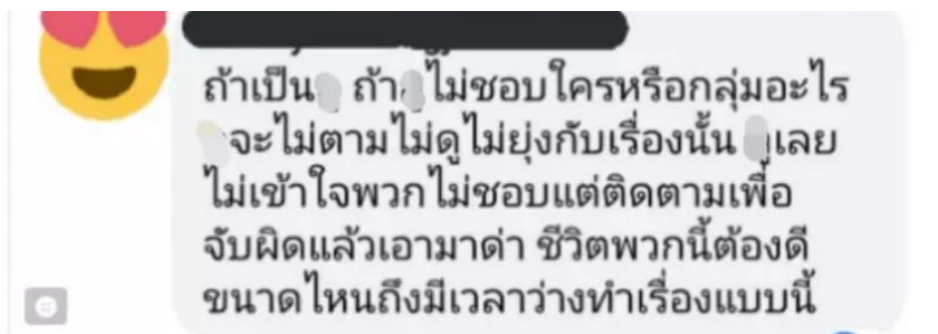 ถ้าเป็น ถ้า ไม่ชอบใครหรือกลุ่มอะไร
จะไม่ตามไม่ดูไม่ยุ่งกับเรื่องนั้น เลย
ไม่เข้าใจพวกไม่ชอบแต่ติดตามเพื่อ
จับผิดแล้วเอามาด่า ชีวิตพวกนี้ต้องดี
ขนาดไหนถึงมีเวลาว่างทำเรื่องแบบนี้